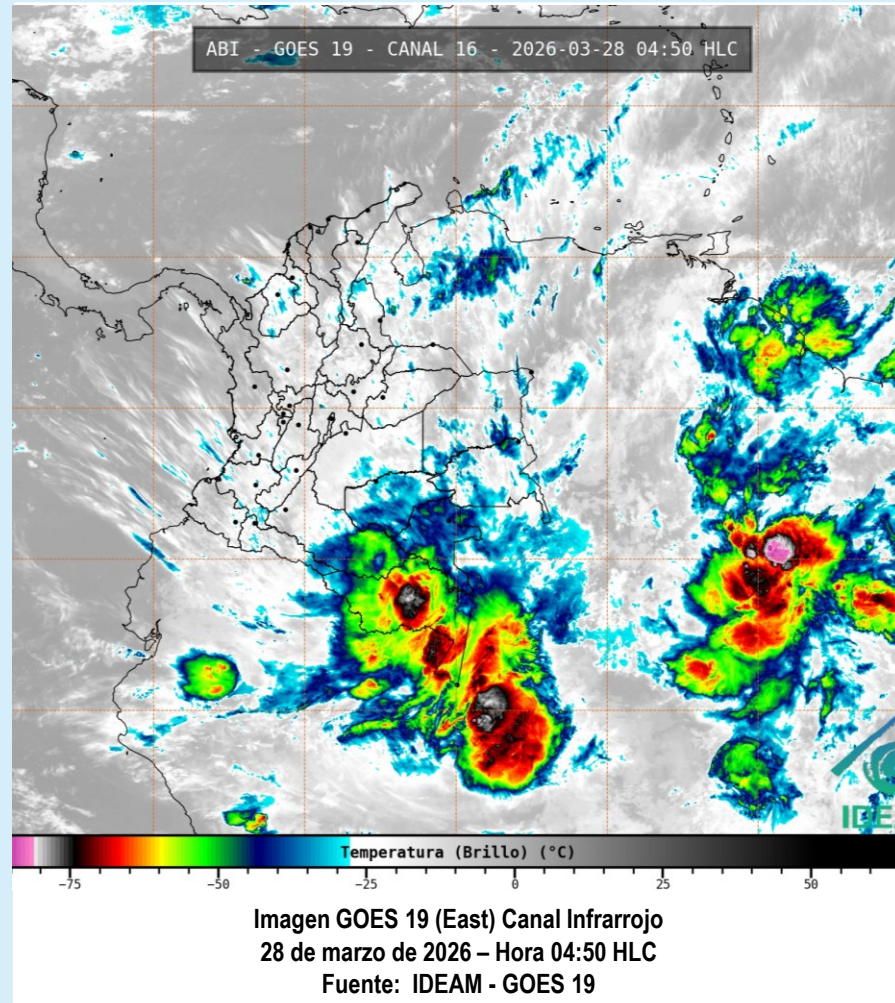 ABI - GOES 19 - CANAL 16 - 2026-03-28 04:50 HLC
IDE
Temperatura (Brillo) (°C)
−75 −50 −25 0 25 50
Imagen GOES 19 (East) Canal Infrarrojo
28 de marzo de 2026 – Hora 04:50 HLC
Fuente: IDEAM - GOES 19